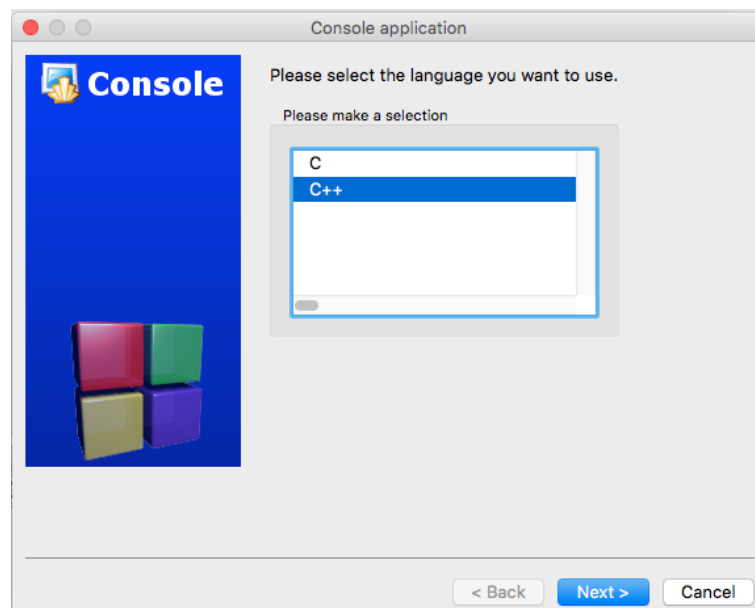 Console application
Console
Please select the language you want to use.
Please make a selection
C
C++
< Back
Next >
Cancel